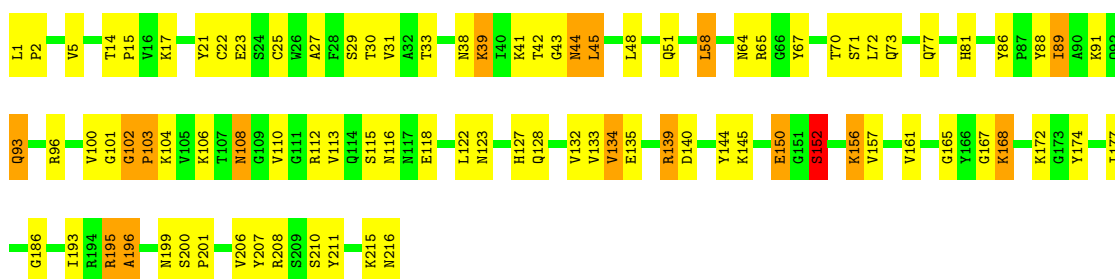 L1 P2 V5 T14 P15 V16 K17 Y21 C22 E23 S24 C25 W26 A27 F28 S29 T30 V31 A32 T33 N38 K39 I40 K41 T42 G43 N44 L45 L48 Q51 L58 N64 R65 G66 Y67 T70 S71 L72 Q73 Q77 H81 Y86 P87 Y88 I89 A90 K91 D92
Q93 R96 V100 G101 G102 P103 K104 V105 K106 T107 N108 G109 V110 G111 R112 V113 Q114 S115 N116 N117 E118 L122 N123 H127 Q128 V132 V133 V134 E135 R139 D140 Y144 K145 E150 G151 S152 K156 V157 V161 G165 Y166 G167 K168 K172 G173 Y174
G186 I193 R194 R195 A196 N199 S200 P201 V206 Y207 R208 S209 S210 Y211 K215 N216